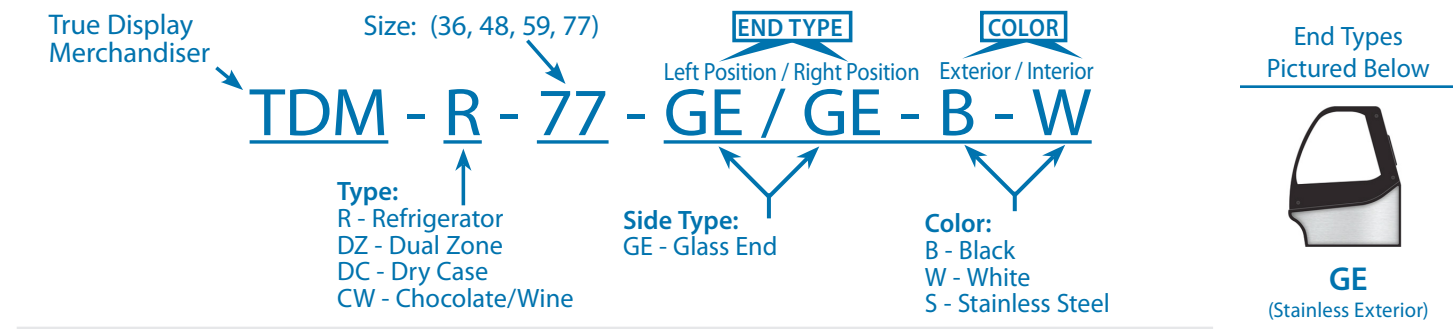 True Display
Merchandiser
Size: (36, 48, 59, 77)
END TYPE
COLOR
Left Position / Right Position
Exterior / Interior
TDM - R - 77 - GE / GE - B - W
Type:
R - Refrigerator
DZ - Dual Zone
DC - Dry Case
CW - Chocolate/Wine
Side Type:
GE - Glass End
Color:
B - Black
W - White
S - Stainless Steel
End Types
Pictured Below
GE
(Stainless Exterior)